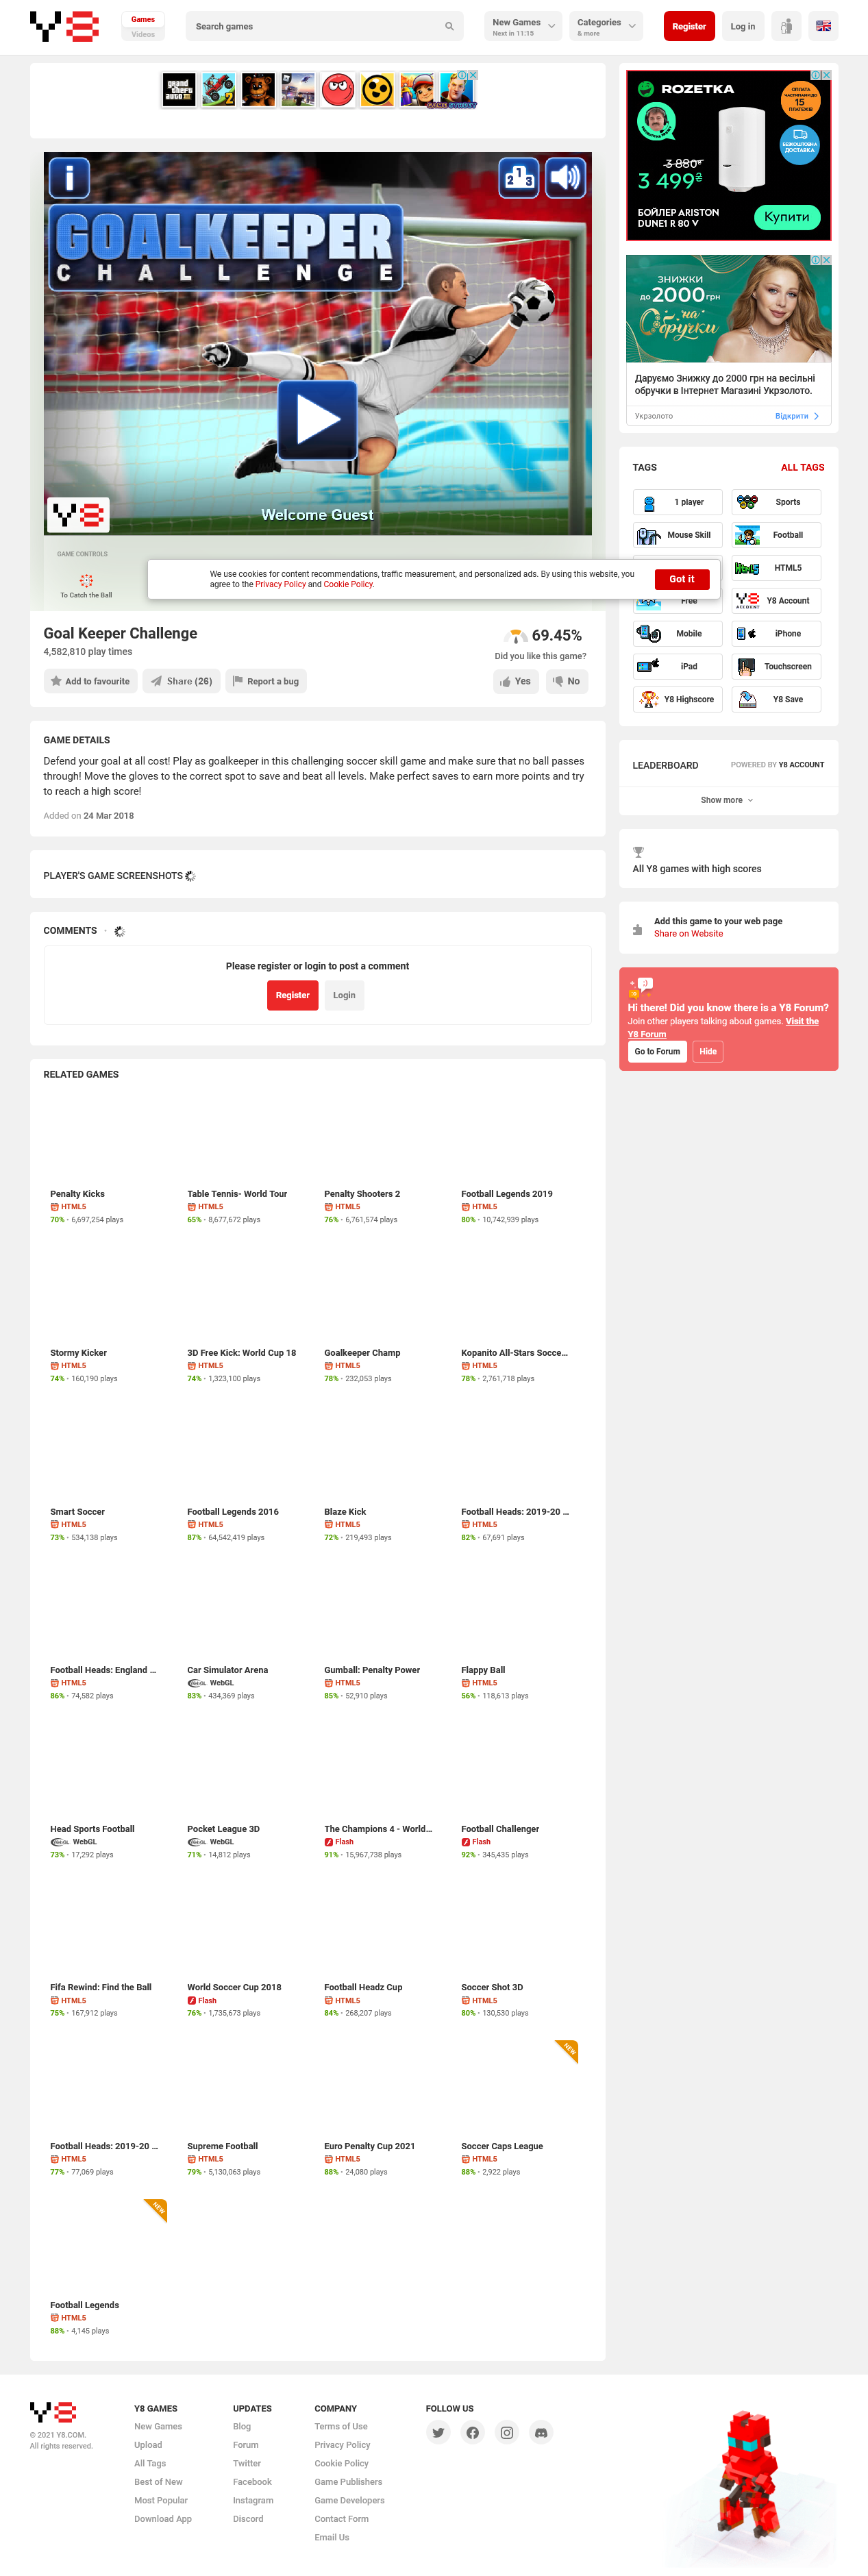 Y8
Games
Videos
Search games
New Games
Next in 11:15
Categories
& more
Register
Log in
grand theft auto III
2
GAME STREET
i
GOALKEEPER
CHALLENGE
Y8
Welcome Guest
GAME CONTROLS
To Catch the Ball
We use cookies for content recommendations, traffic measurement, and personalized ads. By using this website, you agree to the Privacy Policy and Cookie Policy.
Got it
Goal Keeper Challenge
4,582,810 play times
69.45%
Did you like this game?
Add to favourite
Share (26)
Report a bug
Yes
No
GAME DETAILS
Defend your goal at all cost! Play as goalkeeper in this challenging soccer skill game and make sure that no ball passes
through! Move the gloves to the correct spot to save and beat all levels. Make perfect saves to earn more points and try
to reach a high score!
Added on 24 Mar 2018
PLAYER'S GAME SCREENSHOTS
COMMENTS
Please register or login to post a comment
Register
Login
RELATED GAMES
Penalty Kicks
HTML5
70% • 6,697,254 plays
Table Tennis- World Tour
HTML5
65% • 8,677,672 plays
Penalty Shooters 2
HTML5
76% • 6,761,574 plays
Football Legends 2019
HTML5
80% • 10,742,939 plays
Stormy Kicker
HTML5
74% • 160,190 plays
3D Free Kick: World Cup 18
HTML5
74% • 1,323,100 plays
Goalkeeper Champ
HTML5
78% • 232,053 plays
Kopanito All-Stars Socce...
HTML5
78% • 2,761,718 plays
Smart Soccer
HTML5
73% • 534,138 plays
Football Legends 2016
HTML5
87% • 64,542,419 plays
Blaze Kick
HTML5
72% • 219,493 plays
Football Heads: 2019-20 ...
HTML5
82% • 67,691 plays
Football Heads: England ...
HTML5
86% • 74,582 plays
Car Simulator Arena
WebGL
83% • 434,369 plays
Gumball: Penalty Power
HTML5
85% • 52,910 plays
Flappy Ball
HTML5
56% • 118,613 plays
Head Sports Football
WebGL
73% • 17,292 plays
Pocket League 3D
WebGL
71% • 14,812 plays
The Champions 4 - World...
Flash
91% • 15,967,738 plays
Football Challenger
Flash
92% • 345,435 plays
Fifa Rewind: Find the Ball
HTML5
75% • 167,912 plays
World Soccer Cup 2018
Flash
76% • 1,735,673 plays
Football Headz Cup
HTML5
84% • 268,207 plays
Soccer Shot 3D
HTML5
80% • 130,530 plays
Football Heads: 2019-20 ...
HTML5
77% • 77,069 plays
Supreme Football
HTML5
79% • 5,130,063 plays
Euro Penalty Cup 2021
HTML5
88% • 24,080 plays
NEW
Soccer Caps League
HTML5
88% • 2,922 plays
NEW
Football Legends
HTML5
88% • 4,145 plays
ROZETKA
ОПЛАТА
ЧАСТИНАМИ ДО
15
ПЛАТЕЖІВ
БЕЗКОШТОВНА
ДОСТАВКА
3 880₴
3 499₴
БОЙЛЕР ARISTON
DUNE1 R 80 V
Купити
ЗНИЖКИ
до 2000 грн
на
обручки
Даруємо Знижку до 2000 грн на весільні
обручки в Інтернет Магазині Укрзолото.
Укрзолото
Відкрити
TAGS
ALL TAGS
1 player
Sports
Mouse Skill
Football
HTML5
Free
Y8 Account
Mobile
iPhone
iPad
Touchscreen
Y8 Highscore
Y8 Save
LEADERBOARD
POWERED BY Y8 ACCOUNT
Show more
All Y8 games with high scores
Add this game to your web page
Share on Website
Hi there! Did you know there is a Y8 Forum?
Join other players talking about games. Visit the
Y8 Forum
Go to Forum
Hide
Y8
© 2021 Y8.COM.
All rights reserved.
Y8 GAMES
New Games
Upload
All Tags
Best of New
Most Popular
Download App
UPDATES
Blog
Forum
Twitter
Facebook
Instagram
Discord
COMPANY
Terms of Use
Privacy Policy
Cookie Policy
Game Publishers
Game Developers
Contact Form
Email Us
FOLLOW US